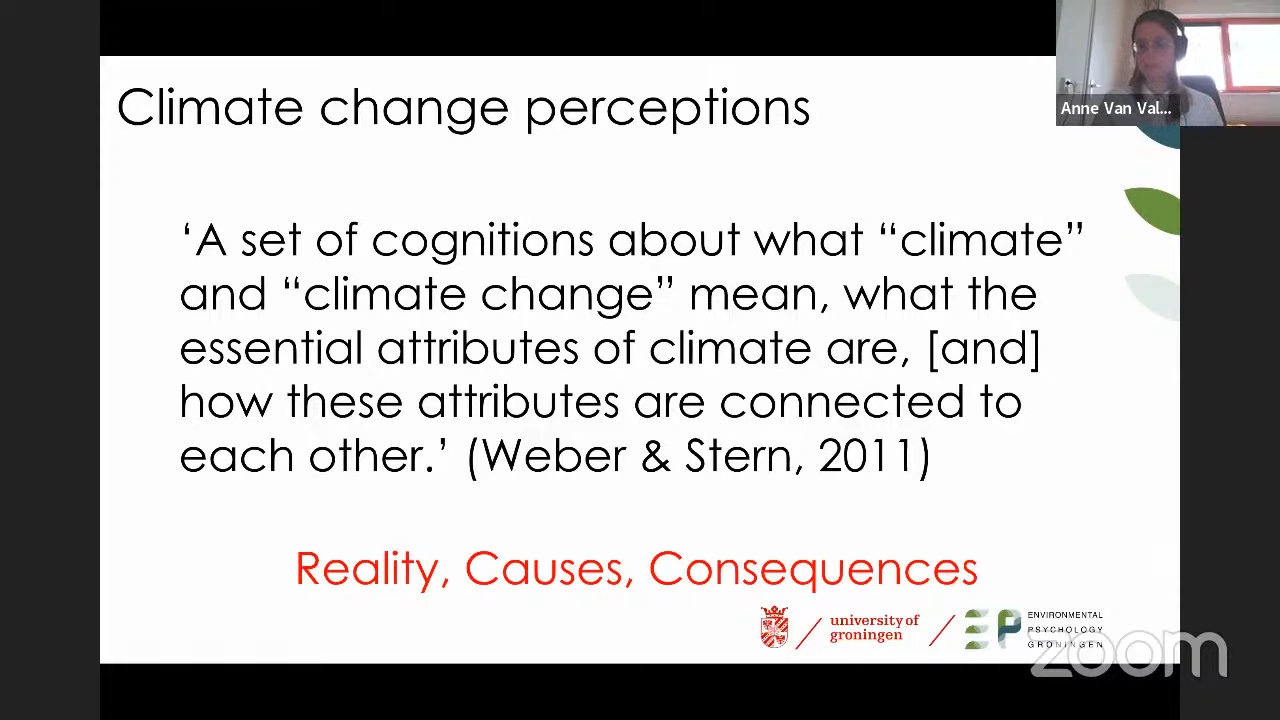 Climate change perceptions
Anne Van Val...
‘A set of cognitions about what “climate”
and “climate change” mean, what the
essential attributes of climate are, [and]
how these attributes are connected to
each other.’ (Weber & Stern, 2011)
Reality, Causes, Consequences
university of
groningen
EP
ENVIRONMENTAL
PSYCHOLOGY
GRONINGEN
zoom